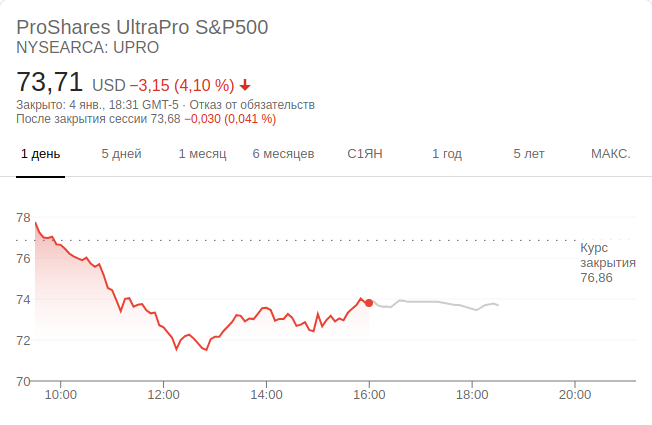 ProShares UltraPro S&P500
NYSEARCA: UPRO
73,71 USD −3,15 (4,10 %)
Закрыто: 4 янв., 18:31 GMT-5 · Отказ от обязательств
После закрытия сессии 73,68 −0,030 (0,041 %)
1 день 5 дней 1 месяц 6 месяцев С1ЯН 1 год 5 лет МАКС.
78
Курс
76
закрытия
76,86
74
72
70
10:00 12:00 14:00 16:00 18:00 20:00